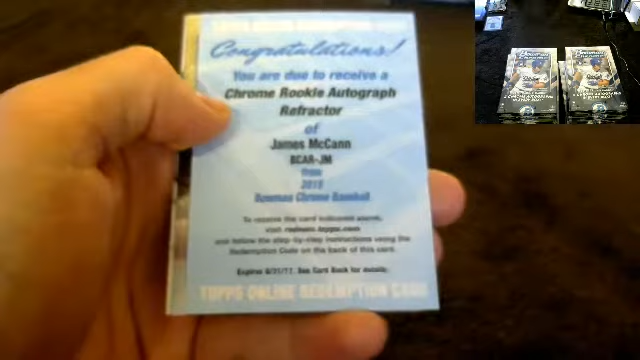 Congratulations!
You are due to receive a
Chrome Rookie Autograph
Refractor
of
James McCann
BCAR-JM
from
2015
Bowman Chrome Baseball
To receive the card indicated above,
visit redeem.topps.com
and follow the step-by-step instructions using the
Redemption Code on the back of this card.
Expires 8/31/17. See Card Back for details.
TOPPS ONLINE REDEMPTION CARD